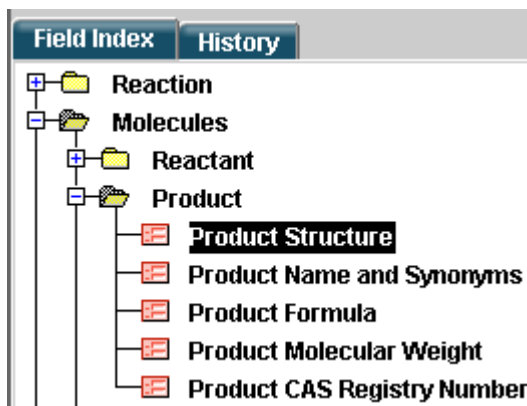 Field Index History
Reaction
Molecules
Reactant
Product
Product Structure
Product Name and Synonyms
Product Formula
Product Molecular Weight
Product CAS Registry Number